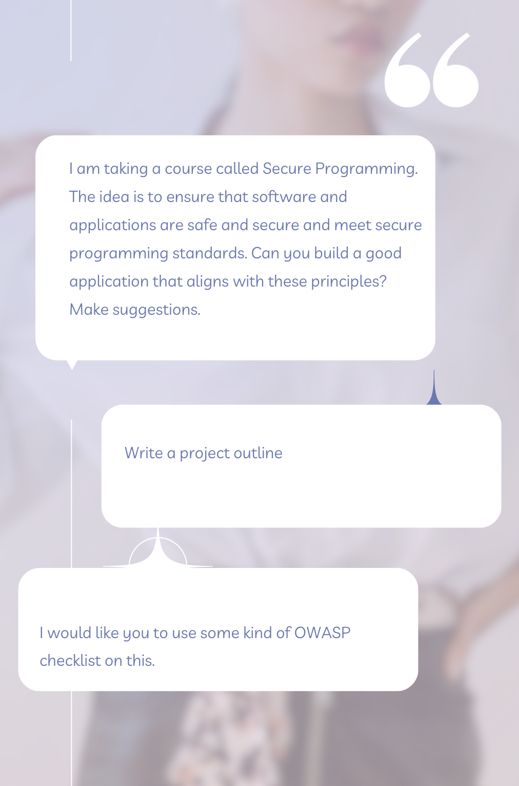 I am taking a course called Secure Programming.
The idea is to ensure that software and
applications are safe and secure and meet secure
programming standards. Can you build a good
application that aligns with these principles?
Make suggestions.
Write a project outline
I would like you to use some kind of OWASP
checklist on this.